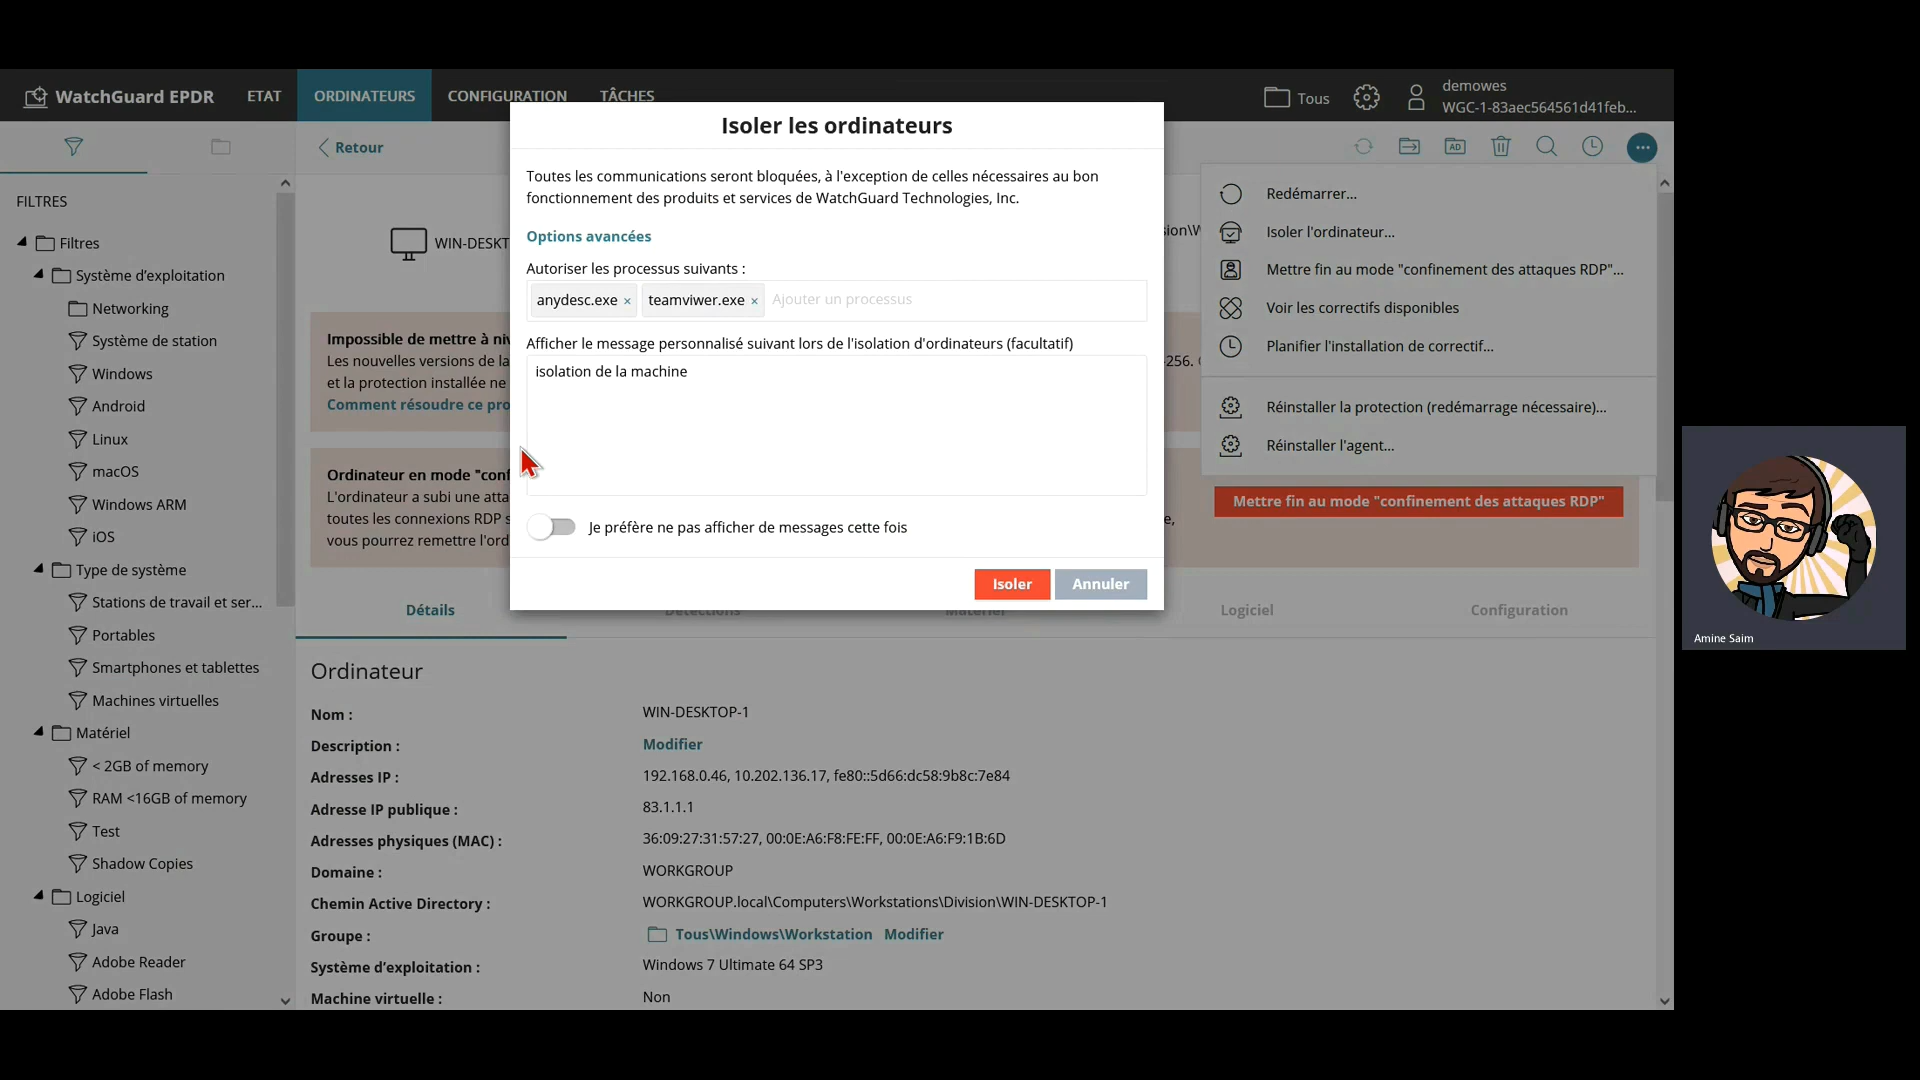 WatchGuard EPDR
ETAT
ORDINATEURS
CONFIGURATION
TÂCHES
Tous
demowes
WGC-1-83aec564561d41feb...
Retour
FILTRES
Filtres
Système d’exploitation
Networking
Système de station
Windows
Android
Linux
macOS
Windows ARM
iOS
Type de système
Stations de travail et ser...
Portables
Smartphones et tablettes
Machines virtuelles
Matériel
< 2GB of memory
RAM <16GB of memory
Test
Shadow Copies
Logiciel
Java
Adobe Reader
Adobe Flash
WIN-DESKT
Impossible de mettre à ni
Les nouvelles versions de la
et la protection installée ne
Comment résoudre ce pro
Ordinateur en mode "conf
L'ordinateur a subi une atta
toutes les connexions RDP s
vous pourrez remettre l'ord
Isoler les ordinateurs
Toutes les communications seront bloquées, à l'exception de celles nécessaires au bon
fonctionnement des produits et services de WatchGuard Technologies, Inc.
Options avancées
Autoriser les processus suivants :
anydesc.exe × teamviwer.exe × Ajouter un processus
Afficher le message personnalisé suivant lors de l'isolation d'ordinateurs (facultatif)
isolation de la machine
Je préfère ne pas afficher de messages cette fois
Isoler
Annuler
Redémarrer...
Isoler l'ordinateur...
Mettre fin au mode "confinement des attaques RDP"...
Voir les correctifs disponibles
Planifier l'installation de correctif...
Réinstaller la protection (redémarrage nécessaire)...
Réinstaller l'agent...
Mettre fin au mode "confinement des attaques RDP"
Détails
Détections
Matériel
Logiciel
Configuration
Ordinateur
Nom : WIN-DESKTOP-1
Description : Modifier
Adresses IP : 192.168.0.46, 10.202.136.17, fe80::5d66:dc58:9b8c:7e84
Adresse IP publique : 83.1.1.1
Adresses physiques (MAC) : 36:09:27:31:57:27, 00:0E:A6:F8:FE:FF, 00:0E:A6:F9:1B:6D
Domaine : WORKGROUP
Chemin Active Directory : WORKGROUP.local\Computers\Workstations\Division\WIN-DESKTOP-1
Groupe : Tous\Windows\Workstation Modifier
Système d’exploitation : Windows 7 Ultimate 64 SP3
Machine virtuelle : Non
Amine Saim